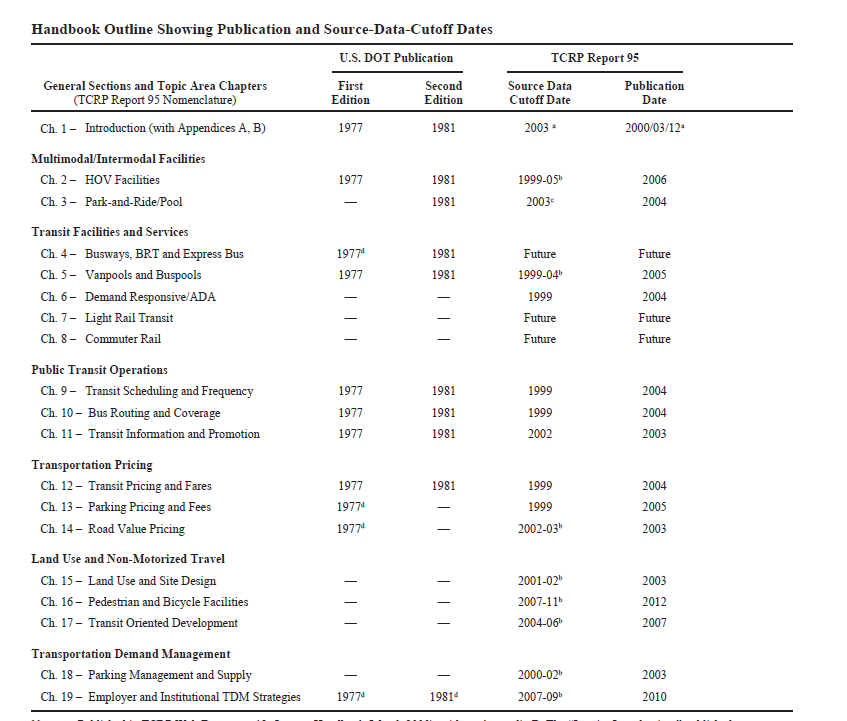 Handbook Outline Showing Publication and Source-Data-Cutoff Dates
U.S. DOT Publication TCRP Report 95
General Sections and Topic Area Chapters First Second Source Data Publication
(TCRP Report 95 Nomenclature) Edition Edition Cutoff Date Date
Ch. 1 – Introduction (with Appendices A, B) 1977 1981 2003 a 2000/03/12a
Multimodal/Intermodal Facilities
Ch. 2 – HOV Facilities 1977 1981 1999-05b 2006
Ch. 3 – Park-and-Ride/Pool — 1981 2003c 2004
Transit Facilities and Services
Ch. 4 – Busways, BRT and Express Bus 1977d 1981 Future Future
Ch. 5 – Vanpools and Buspools 1977 1981 1999-04b 2005
Ch. 6 – Demand Responsive/ADA — — 1999 2004
Ch. 7 – Light Rail Transit — — Future Future
Ch. 8 – Commuter Rail — — Future Future
Public Transit Operations
Ch. 9 – Transit Scheduling and Frequency 1977 1981 1999 2004
Ch. 10 – Bus Routing and Coverage 1977 1981 1999 2004
Ch. 11 – Transit Information and Promotion 1977 1981 2002 2003
Transportation Pricing
Ch. 12 – Transit Pricing and Fares 1977 1981 1999 2004
Ch. 13 – Parking Pricing and Fees 1977d — 1999 2005
Ch. 14 – Road Value Pricing 1977d — 2002-03b 2003
Land Use and Non-Motorized Travel
Ch. 15 – Land Use and Site Design — — 2001-02b 2003
Ch. 16 – Pedestrian and Bicycle Facilities — — 2007-11b 2012
Ch. 17 – Transit Oriented Development — — 2004-06b 2007
Transportation Demand Management
Ch. 18 – Parking Management and Supply — — 2000-02b 2003
Ch. 19 – Employer and Institutional TDM Strategies 1977d 1981d 2007-09b 2010